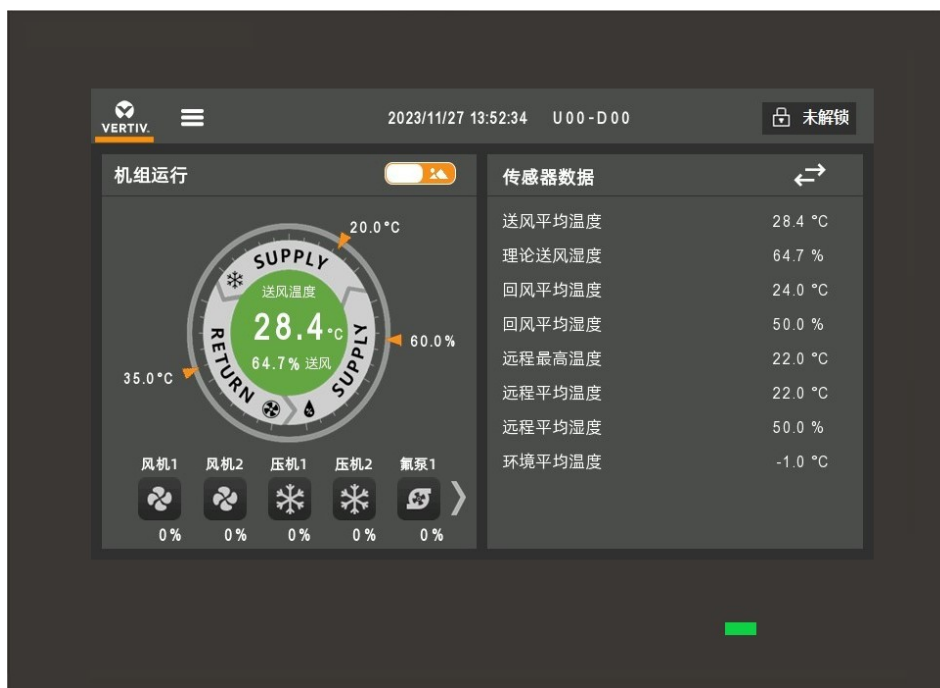 VERTIV.
2023/11/27 13:52:34 U00-D00
未解锁
机组运行
20.0°C
SUPPLY
送风温度
28.4°C
64.7% 送风
SUPPLY
RETURN
60.0%
35.0°C
风机1 风机2 压机1 压机2 氟泵1
0% 0% 0% 0% 0%
传感器数据
送风平均温度 28.4 °C
理论送风湿度 64.7 %
回风平均温度 24.0 °C
回风平均湿度 50.0 %
远程最高温度 22.0 °C
远程平均温度 22.0 °C
远程平均湿度 50.0 %
环境平均温度 -1.0 °C